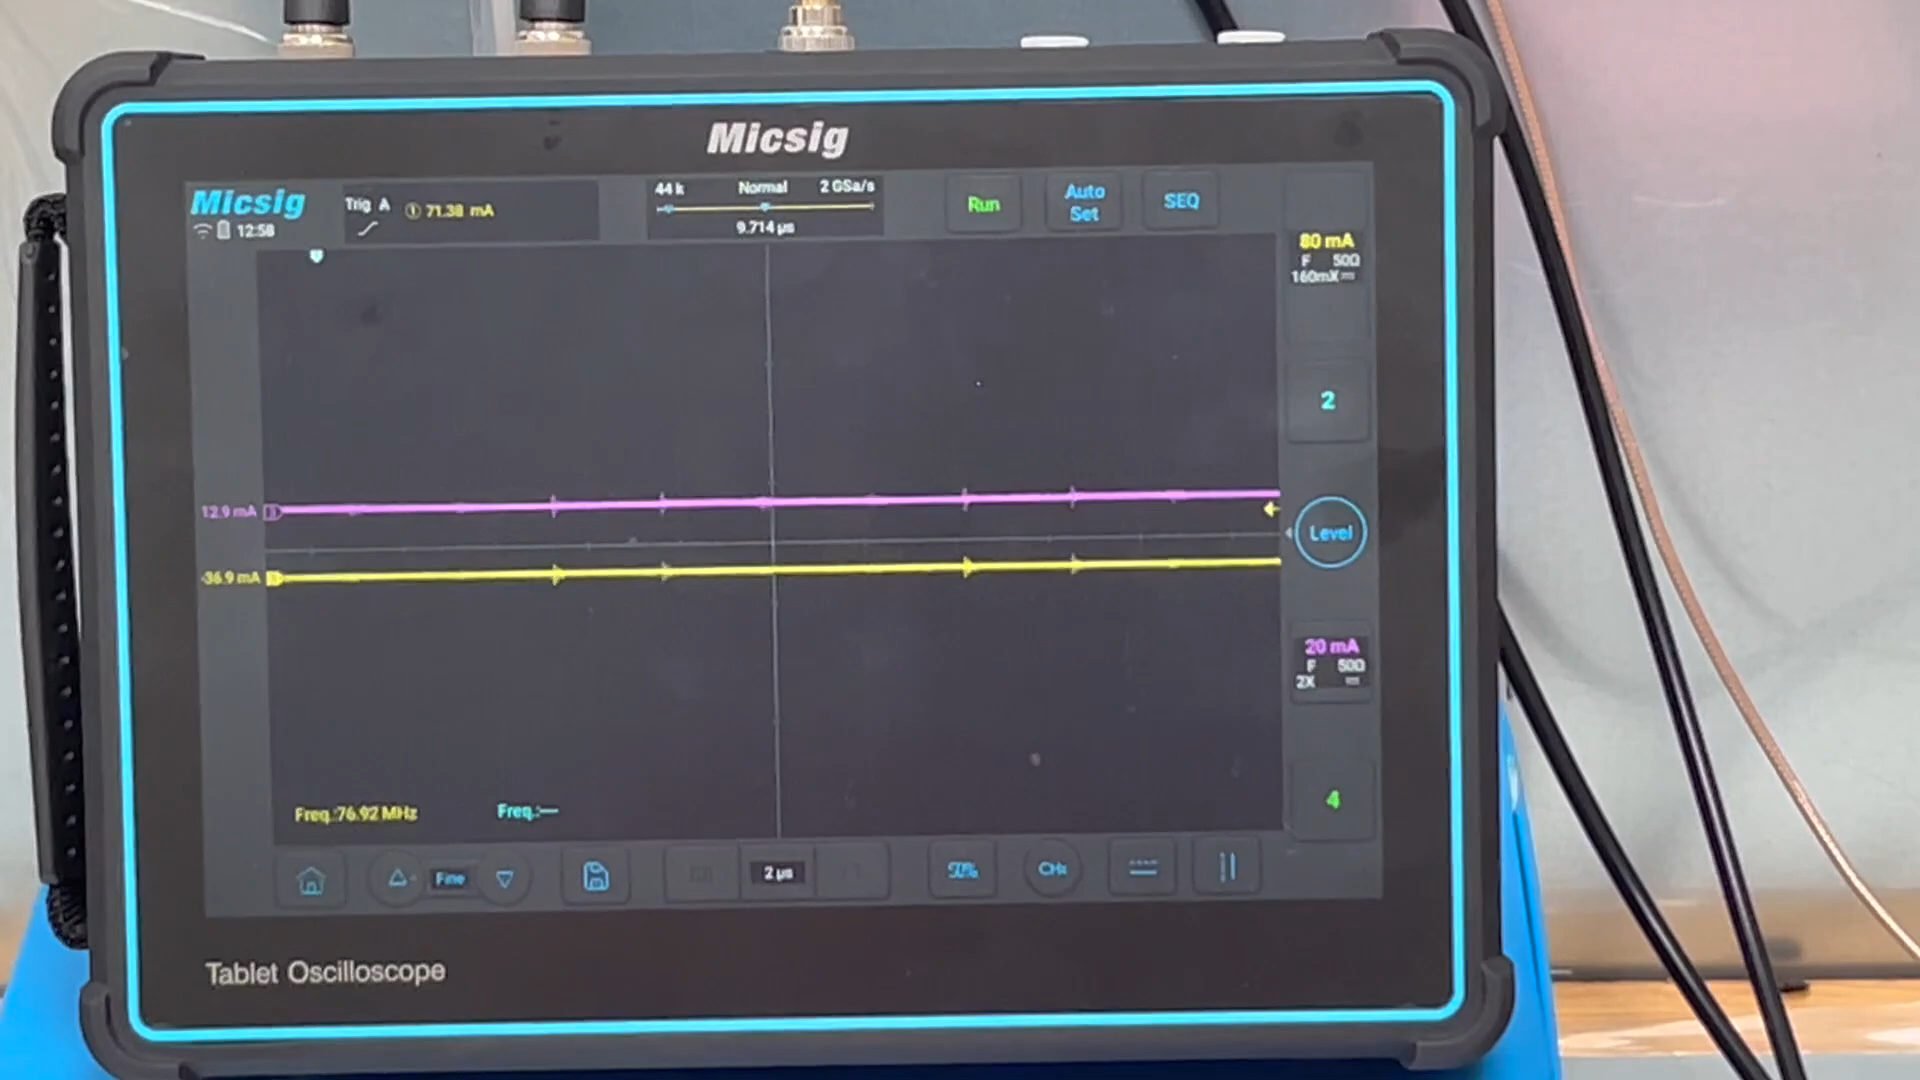 Micsig
Micsig
12:58
Trig A
① 71.38 mA
44 k Normal 2 GSa/s
9.714 µs
Run
Auto
Set
SEQ
80 mA
F 50Ω
160mX
2
12.9 mA
Level
-36.9 mA
20 mA
F 50Ω
2X
4
Freq.:76.92 MHz
Freq.:---
Fine
2 µs
50%
Tablet Oscilloscope